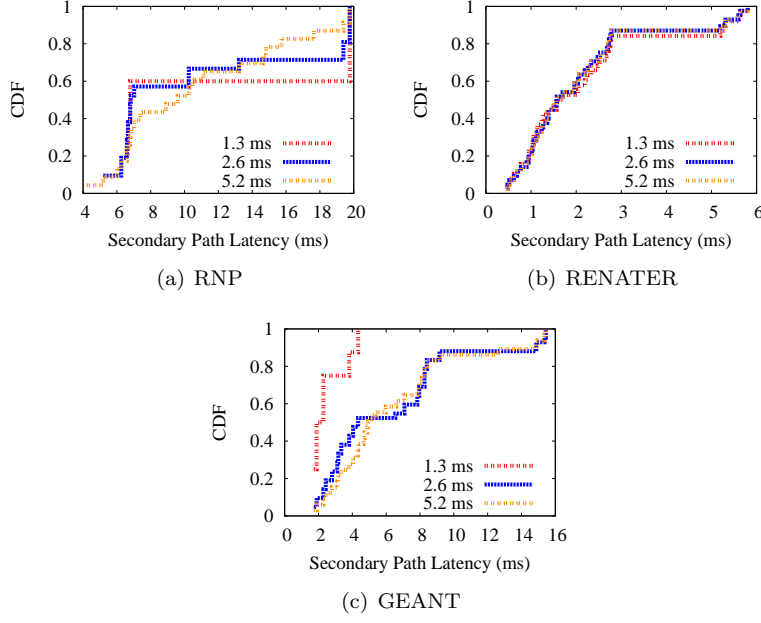 1
0.8
0.6
0.4
0.2
0
CDF
1.3 ms
2.6 ms
5.2 ms
4 6 8 10 12 14 16 18 20
Secondary Path Latency (ms)
(a) RNP
1
0.8
0.6
0.4
0.2
0
CDF
1.3 ms
2.6 ms
5.2 ms
0 1 2 3 4 5 6
Secondary Path Latency (ms)
(b) RENATER
1
0.8
0.6
0.4
0.2
0
CDF
1.3 ms
2.6 ms
5.2 ms
0 2 4 6 8 10 12 14 16
Secondary Path Latency (ms)
(c) GEANT